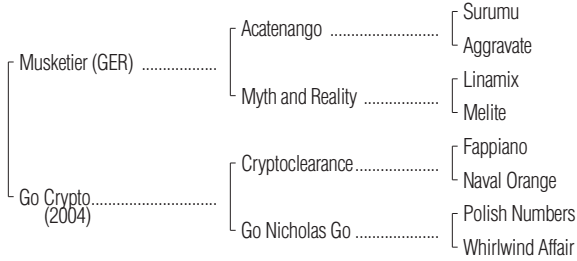 Surumu
Acatenango ....................
Aggravate
Musketier (GER) ..............
Linamix
Myth and Reality ..............
Melite
Fappiano
Cryptoclearance...............
Naval Orange
Go Crypto.......................
(2004)
Polish Numbers
Go Nicholas Go ...............
Whirlwind Affair